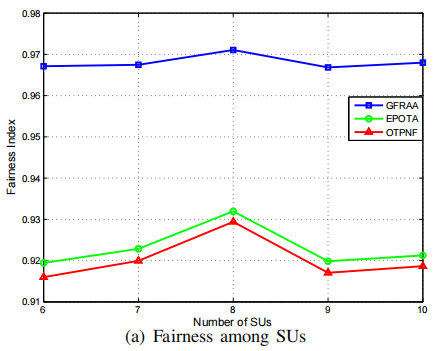 0.98
0.97
0.96
0.95
0.94
0.93
0.92
0.91
Fairness Index
GFRAA
EPOTA
OTPNF
6 7 8 9 10
Number of SUs
(a) Fairness among SUs